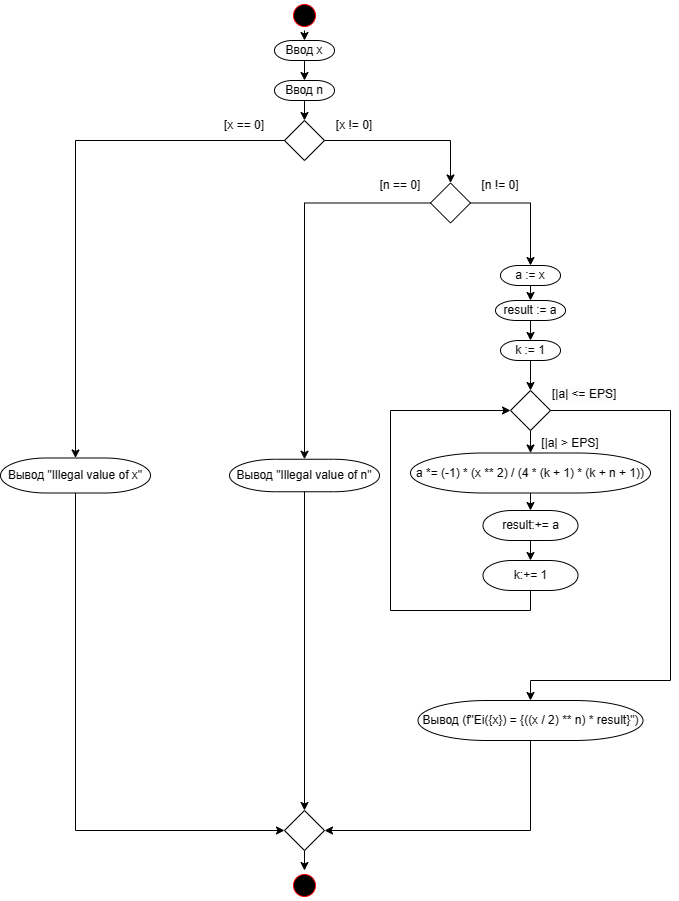 Ввод x
Ввод n
[x == 0]
[x != 0]
[n == 0]
[n != 0]
a := x
result := a
k := 1
[|a| <= EPS]
[|a| > EPS]
Вывод "Illegal value of x"
Вывод "Illegal value of n"
a *= (-1) * (x ** 2) / (4 * (k + 1) * (k + n + 1))
result:+= a
k:+= 1
Вывод (f"Ei({x}) = {((x / 2) ** n) * result}")